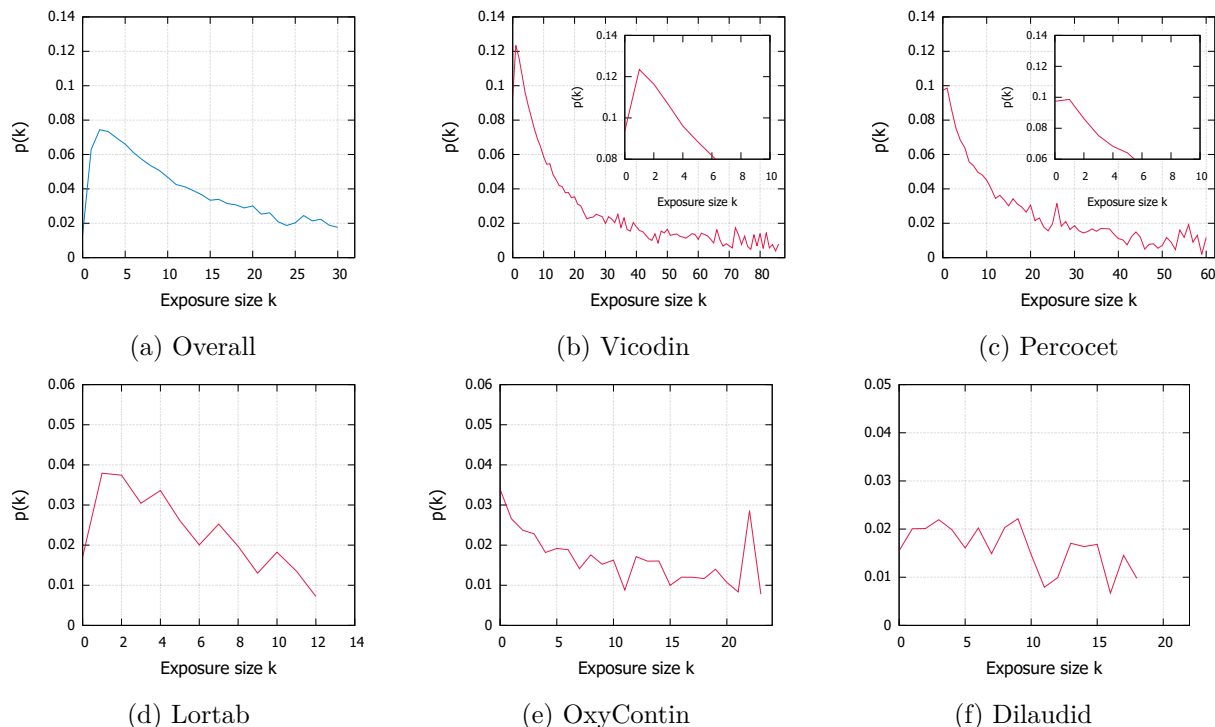 0.14
0.12
0.1
0.08
0.06
0.04
0.02
0
p(k)
0 5 10 15 20 25 30
Exposure size k
(a) Overall
0.14
0.12
0.1
0.08
0.06
0.04
0.02
0
p(k)
0 10 20 30 40 50 60 70 80
Exposure size k
0.14
0.12
0.1
0.08
p(k)
0 2 4 6 8 10
Exposure size k
(b) Vicodin
0.14
0.12
0.1
0.08
0.06
0.04
0.02
0
p(k)
0 10 20 30 40 50 60
Exposure size k
0.14
0.12
0.1
0.08
0.06
p(k)
0 2 4 6 8 10
Exposure size k
(c) Percocet
0.06
0.05
0.04
0.03
0.02
0.01
0
p(k)
0 2 4 6 8 10 12 14
Exposure size k
(d) Lortab
0.06
0.05
0.04
0.03
0.02
0.01
0
p(k)
0 5 10 15 20
Exposure size k
(e) OxyContin
0.05
0.04
0.03
0.02
0.01
0
p(k)
0 5 10 15 20
Exposure size k
(f) Dilaudid